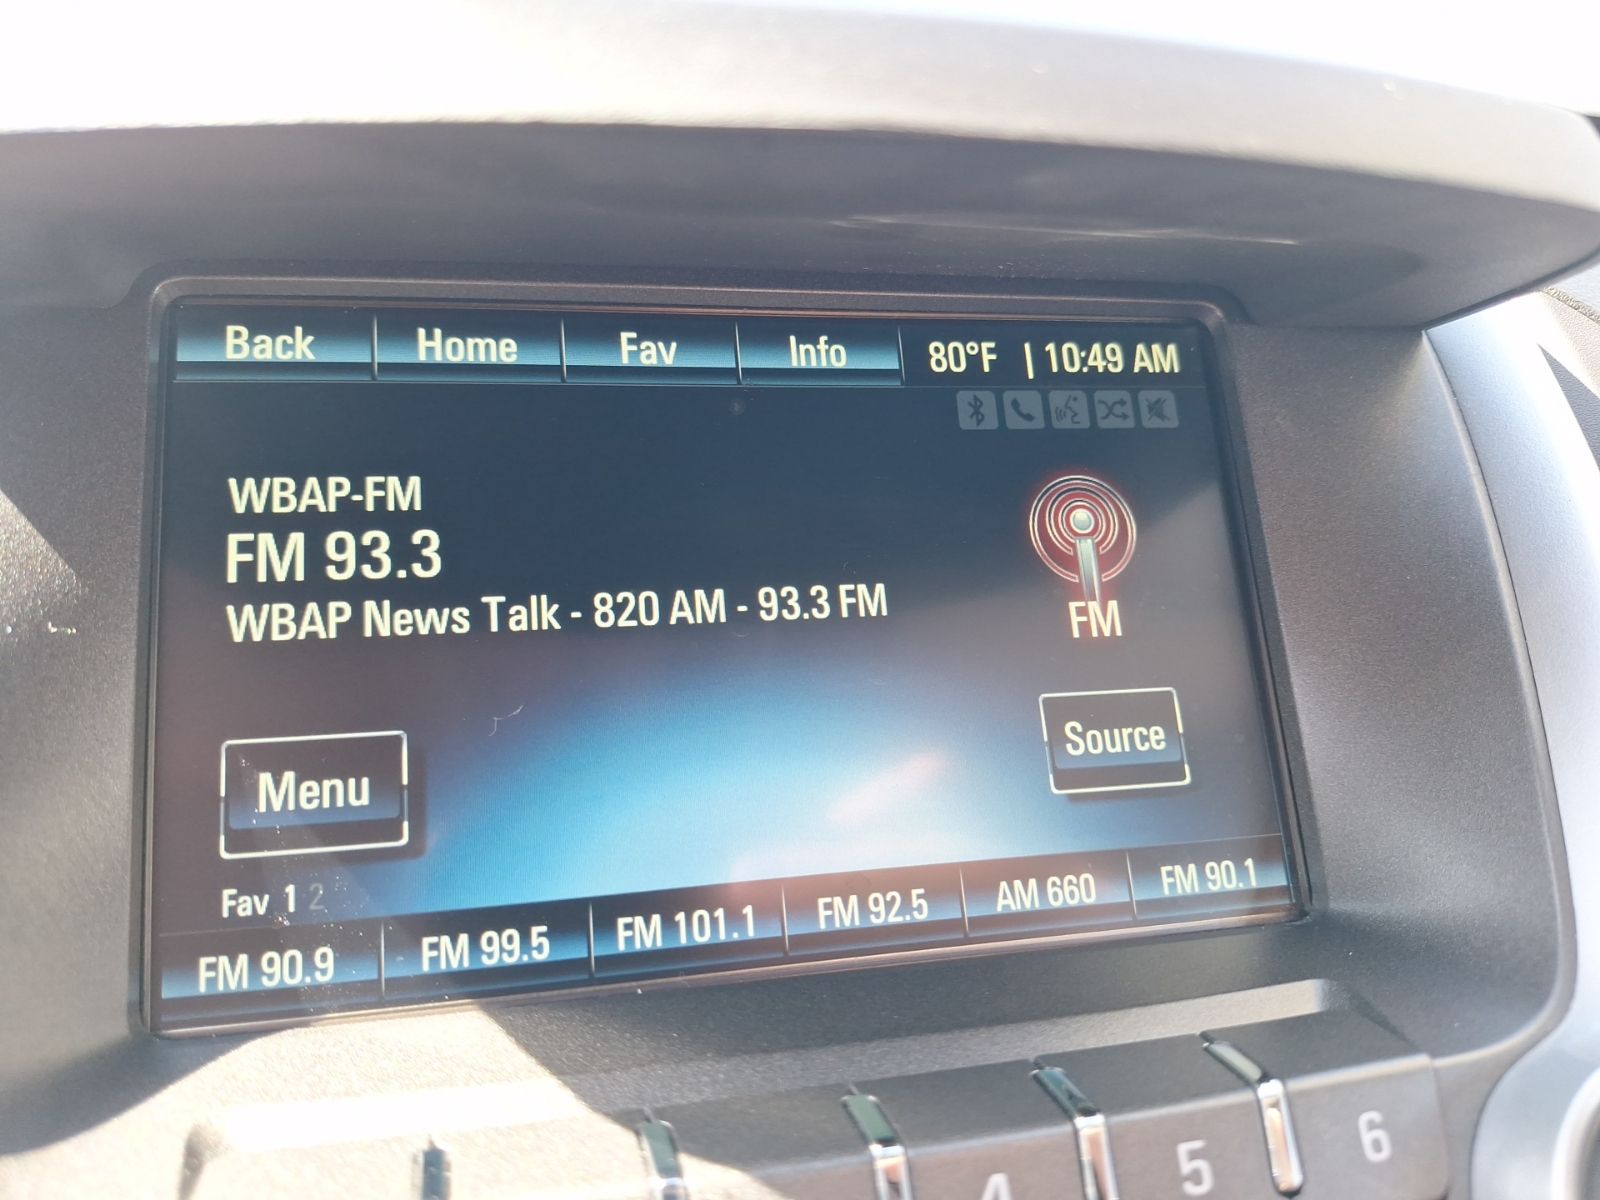 Back Home Fav Info 80°F | 10:49 AM
WBAP-FM
FM 93.3
WBAP News Talk - 820 AM - 93.3 FM
FM
Menu
Source
Fav 1 2
FM 90.9 FM 99.5 FM 101.1 FM 92.5 AM 660 FM 90.1
4 5 6